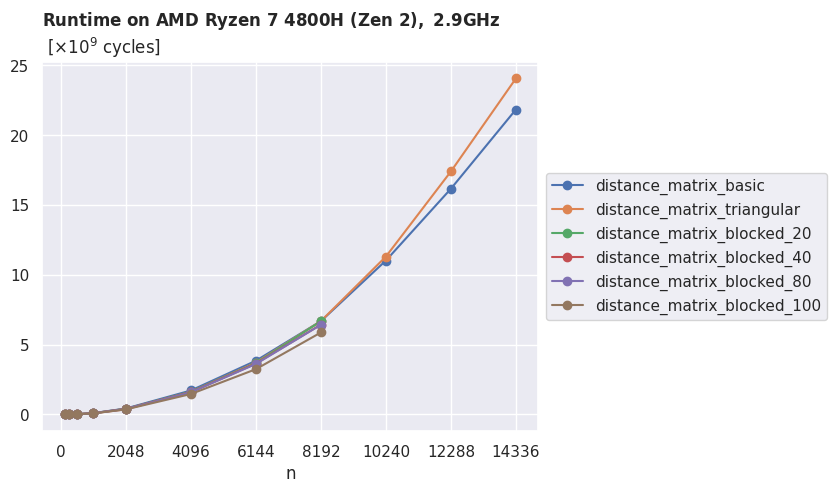 Runtime on AMD Ryzen 7 4800H (Zen 2), 2.9GHz
[×10⁹ cycles]
25
20
15
10
5
0
0 2048 4096 6144 8192 10240 12288 14336
n
distance_matrix_basic
distance_matrix_triangular
distance_matrix_blocked_20
distance_matrix_blocked_40
distance_matrix_blocked_80
distance_matrix_blocked_100